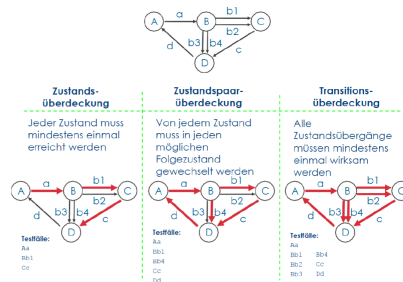 A
a
B
b1
b2
C
b3
b4
d
c
D
Zustands-
überdeckung
Jeder Zustand muss
mindestens einmal
erreicht werden
A
a
B
b1
b2
C
b3
b4
d
c
D
Testfälle:
Aa
Bb1
Cc
Zustandspaar-
überdeckung
Von jedem Zustand
muss in jeden
möglichen
Folgezustand
gewechselt werden
A
a
B
b1
b2
C
b3
b4
d
c
D
Testfälle:
Aa
Bb1
Bb4
Cc
Dd
Transitions-
überdeckung
Alle
Zustandsübergänge
müssen mindestens
einmal wirksam
werden
A
a
B
b1
b2
C
b3
b4
d
c
D
Testfälle:
Aa
Bb1 Bb4
Bb2 Cc
Bb3 Dd